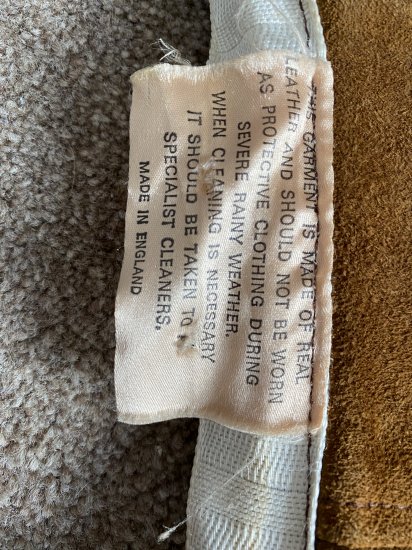 THIS GARMENT IS MADE OF REAL
LEATHER AND SHOULD NOT BE WORN
AS PROTECTIVE CLOTHING DURING
SEVERE RAINY WEATHER.
WHEN CLEANING IS NECESSARY
IT SHOULD BE TAKEN TO
SPECIALIST CLEANERS.
MADE IN ENGLAND